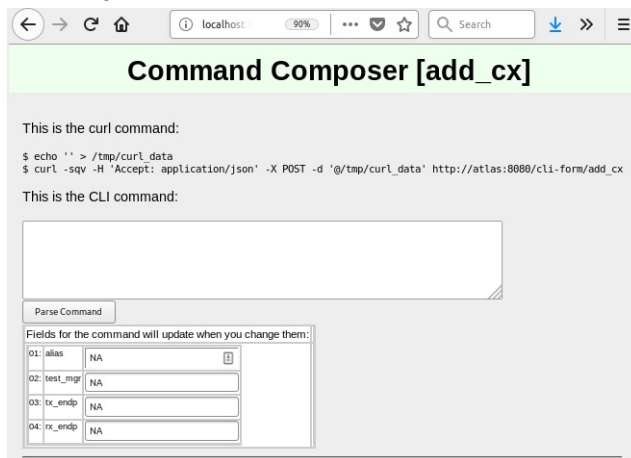 localhost:
90%
Search
Command Composer [add_cx]
This is the curl command:
$ echo '' > /tmp/curl_data
$ curl -sqv -H 'Accept: application/json' -X POST -d '@/tmp/curl_data' http://atlas:8080/cli-form/add_cx
This is the CLI command:
Parse Command
Fields for the command will update when you change them:
01: alias NA
02: test_mgr NA
03: tx_endp NA
04: rx_endp NA